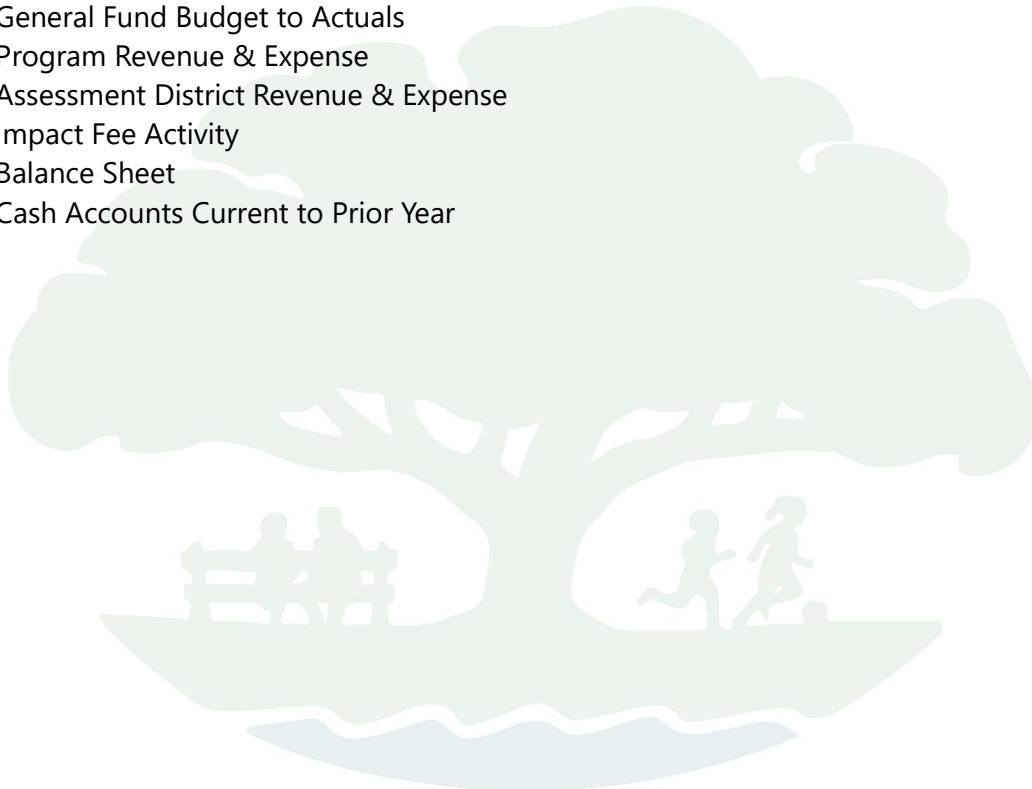 General Fund Budget to Actuals
Program Revenue & Expense
Assessment District Revenue & Expense
Impact Fee Activity
Balance Sheet
Cash Accounts Current to Prior Year